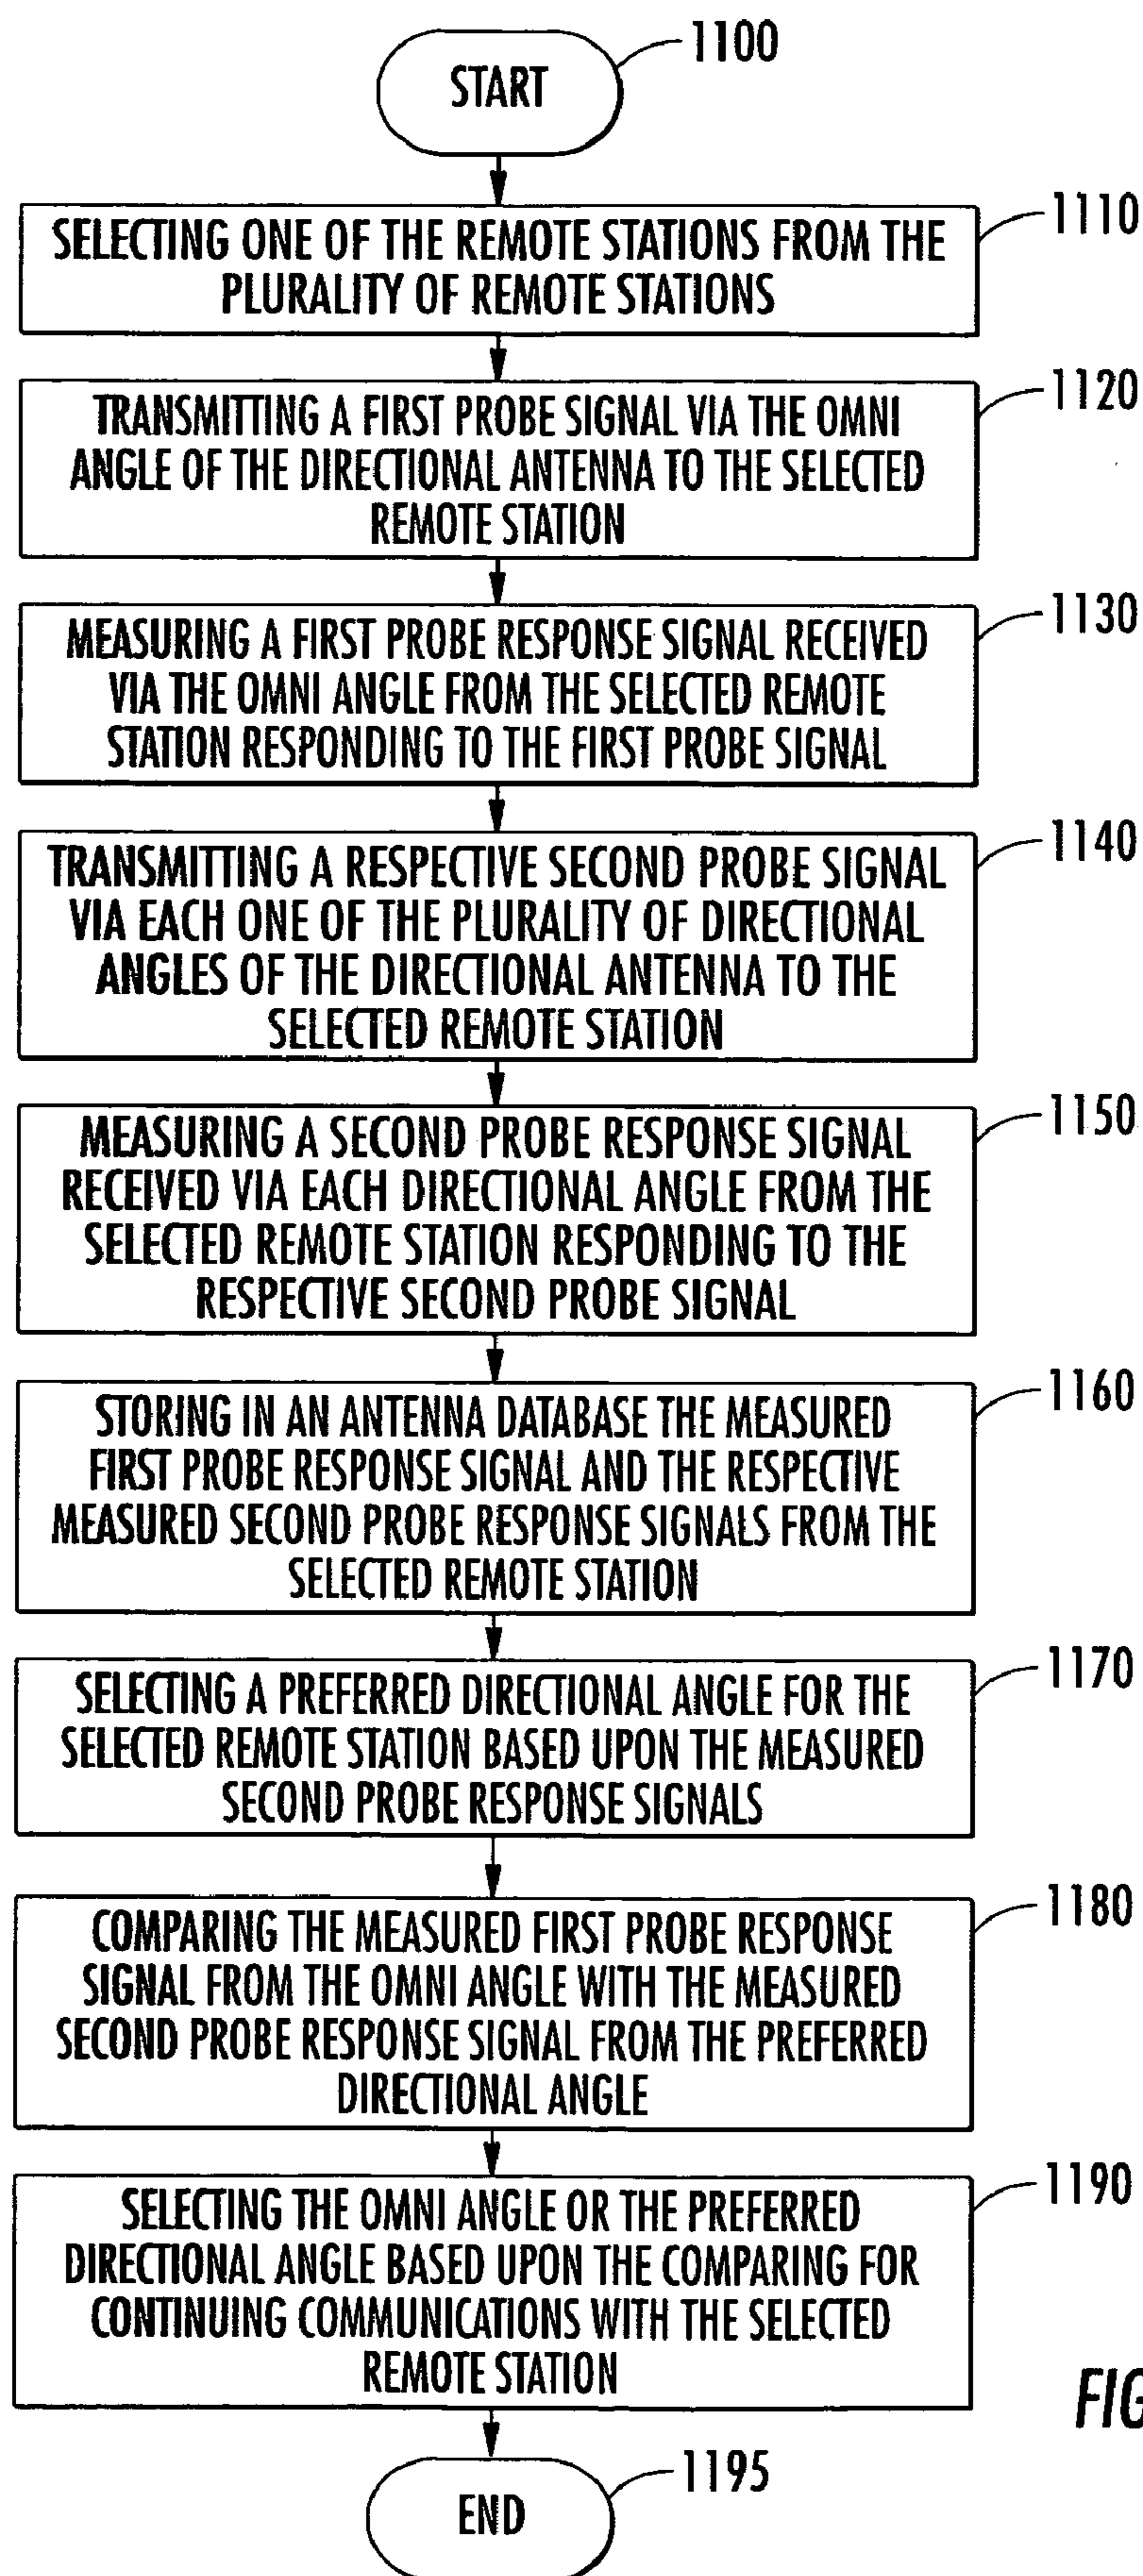 1100
START
1110
SELECTING ONE OF THE REMOTE STATIONS FROM THE
PLURALITY OF REMOTE STATIONS
1120
TRANSMITTING A FIRST PROBE SIGNAL VIA THE OMNI
ANGLE OF THE DIRECTIONAL ANTENNA TO THE SELECTED
REMOTE STATION
1130
MEASURING A FIRST PROBE RESPONSE SIGNAL RECEIVED
VIA THE OMNI ANGLE FROM THE SELECTED REMOTE
STATION RESPONDING TO THE FIRST PROBE SIGNAL
1140
TRANSMITTING A RESPECTIVE SECOND PROBE SIGNAL
VIA EACH ONE OF THE PLURALITY OF DIRECTIONAL
ANGLES OF THE DIRECTIONAL ANTENNA TO THE
SELECTED REMOTE STATION
1150
MEASURING A SECOND PROBE RESPONSE SIGNAL
RECEIVED VIA EACH DIRECTIONAL ANGLE FROM THE
SELECTED REMOTE STATION RESPONDING TO THE
RESPECTIVE SECOND PROBE SIGNAL
1160
STORING IN AN ANTENNA DATABASE THE MEASURED
FIRST PROBE RESPONSE SIGNAL AND THE RESPECTIVE
MEASURED SECOND PROBE RESPONSE SIGNALS FROM THE
SELECTED REMOTE STATION
1170
SELECTING A PREFERRED DIRECTIONAL ANGLE FOR THE
SELECTED REMOTE STATION BASED UPON THE MEASURED
SECOND PROBE RESPONSE SIGNALS
1180
COMPARING THE MEASURED FIRST PROBE RESPONSE
SIGNAL FROM THE OMNI ANGLE WITH THE MEASURED
SECOND PROBE RESPONSE SIGNAL FROM THE PREFERRED
DIRECTIONAL ANGLE
1190
SELECTING THE OMNI ANGLE OR THE PREFERRED
DIRECTIONAL ANGLE BASED UPON THE COMPARING FOR
CONTINUING COMMUNICATIONS WITH THE SELECTED
REMOTE STATION
1195
END